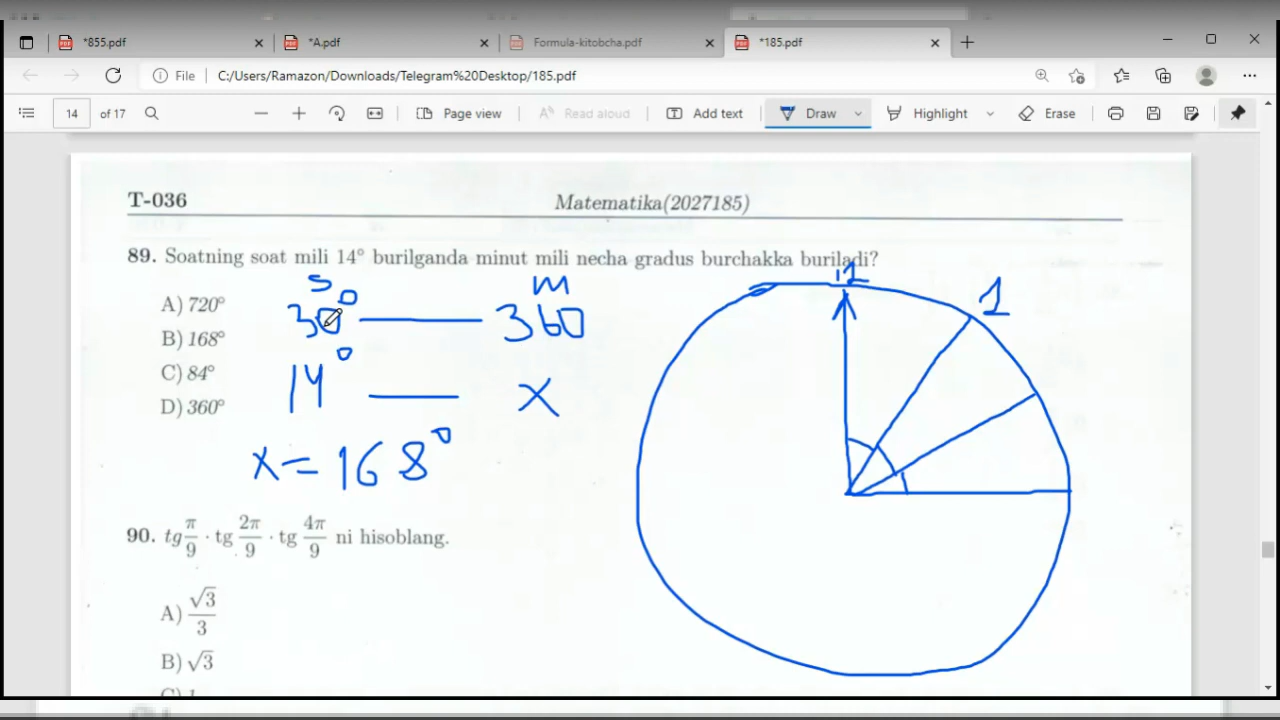 *855.pdf
*A.pdf
Formula-kitobcha.pdf
*185.pdf
File C:/Users/Ramazon/Downloads/Telegram%20Desktop/185.pdf
14 of 17 Page view Read aloud Add text Draw Highlight Erase
T-036 Matematika(2027185)
89. Soatning soat mili 14° burilganda minut mili necha gradus burchakka buriladi?
A) 720°
B) 168°
C) 84°
D) 360°
S m
30° — 360
14° — x
x=168°
12
1
90. tg π/9 · tg 2π/9 · tg 4π/9 ni hisoblang.
A) √3/3
B) √3